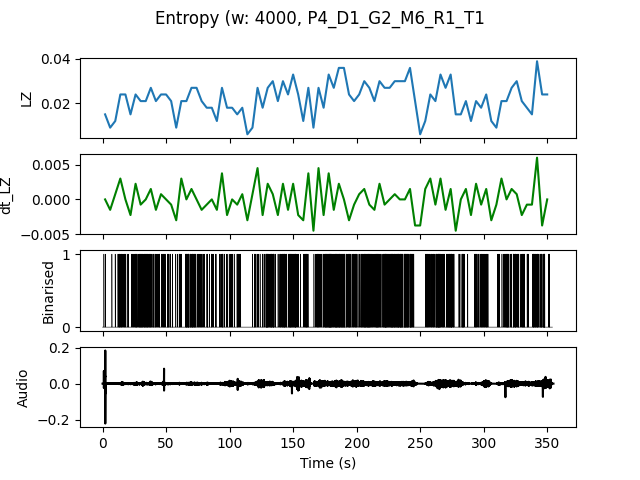 Entropy (w: 4000, P4_D1_G2_M6_R1_T1
0.04
0.02
LZ
0.005
0.000
−0.005
dt_LZ
1
0
Binarised
0.2
0.0
−0.2
Audio
0 50 100 150 200 250 300 350
Time (s)